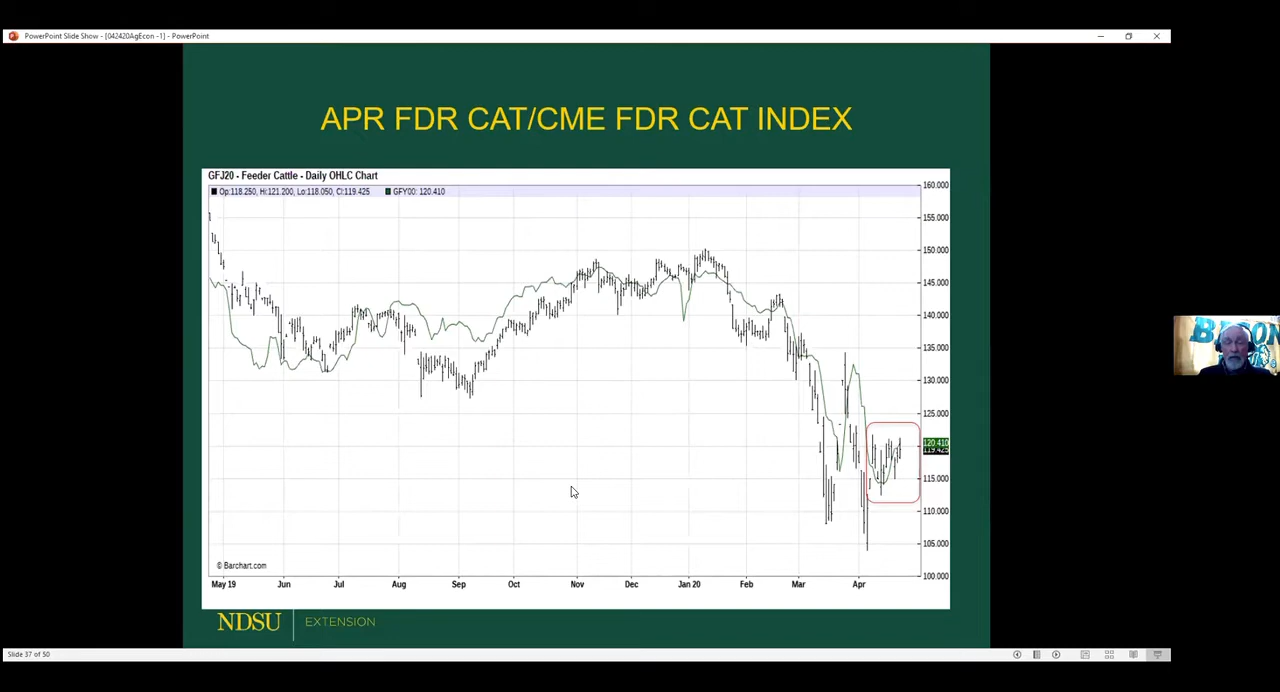 PowerPoint Slide Show - [042420AgEcon -1] - PowerPoint
APR FDR CAT/CME FDR CAT INDEX
GFJ20 - Feeder Cattle - Daily OHLC Chart
Op:118.250, Hi:121.200, Lo:118.050, Cl:119.425 GFY00: 120.410
160.000
155.000
150.000
145.000
140.000
135.000
130.000
125.000
120.410
119.425
115.000
110.000
105.000
100.000
© Barchart.com
May 19 Jun Jul Aug Sep Oct Nov Dec Jan 20 Feb Mar Apr
NDSU EXTENSION
Slide 37 of 50